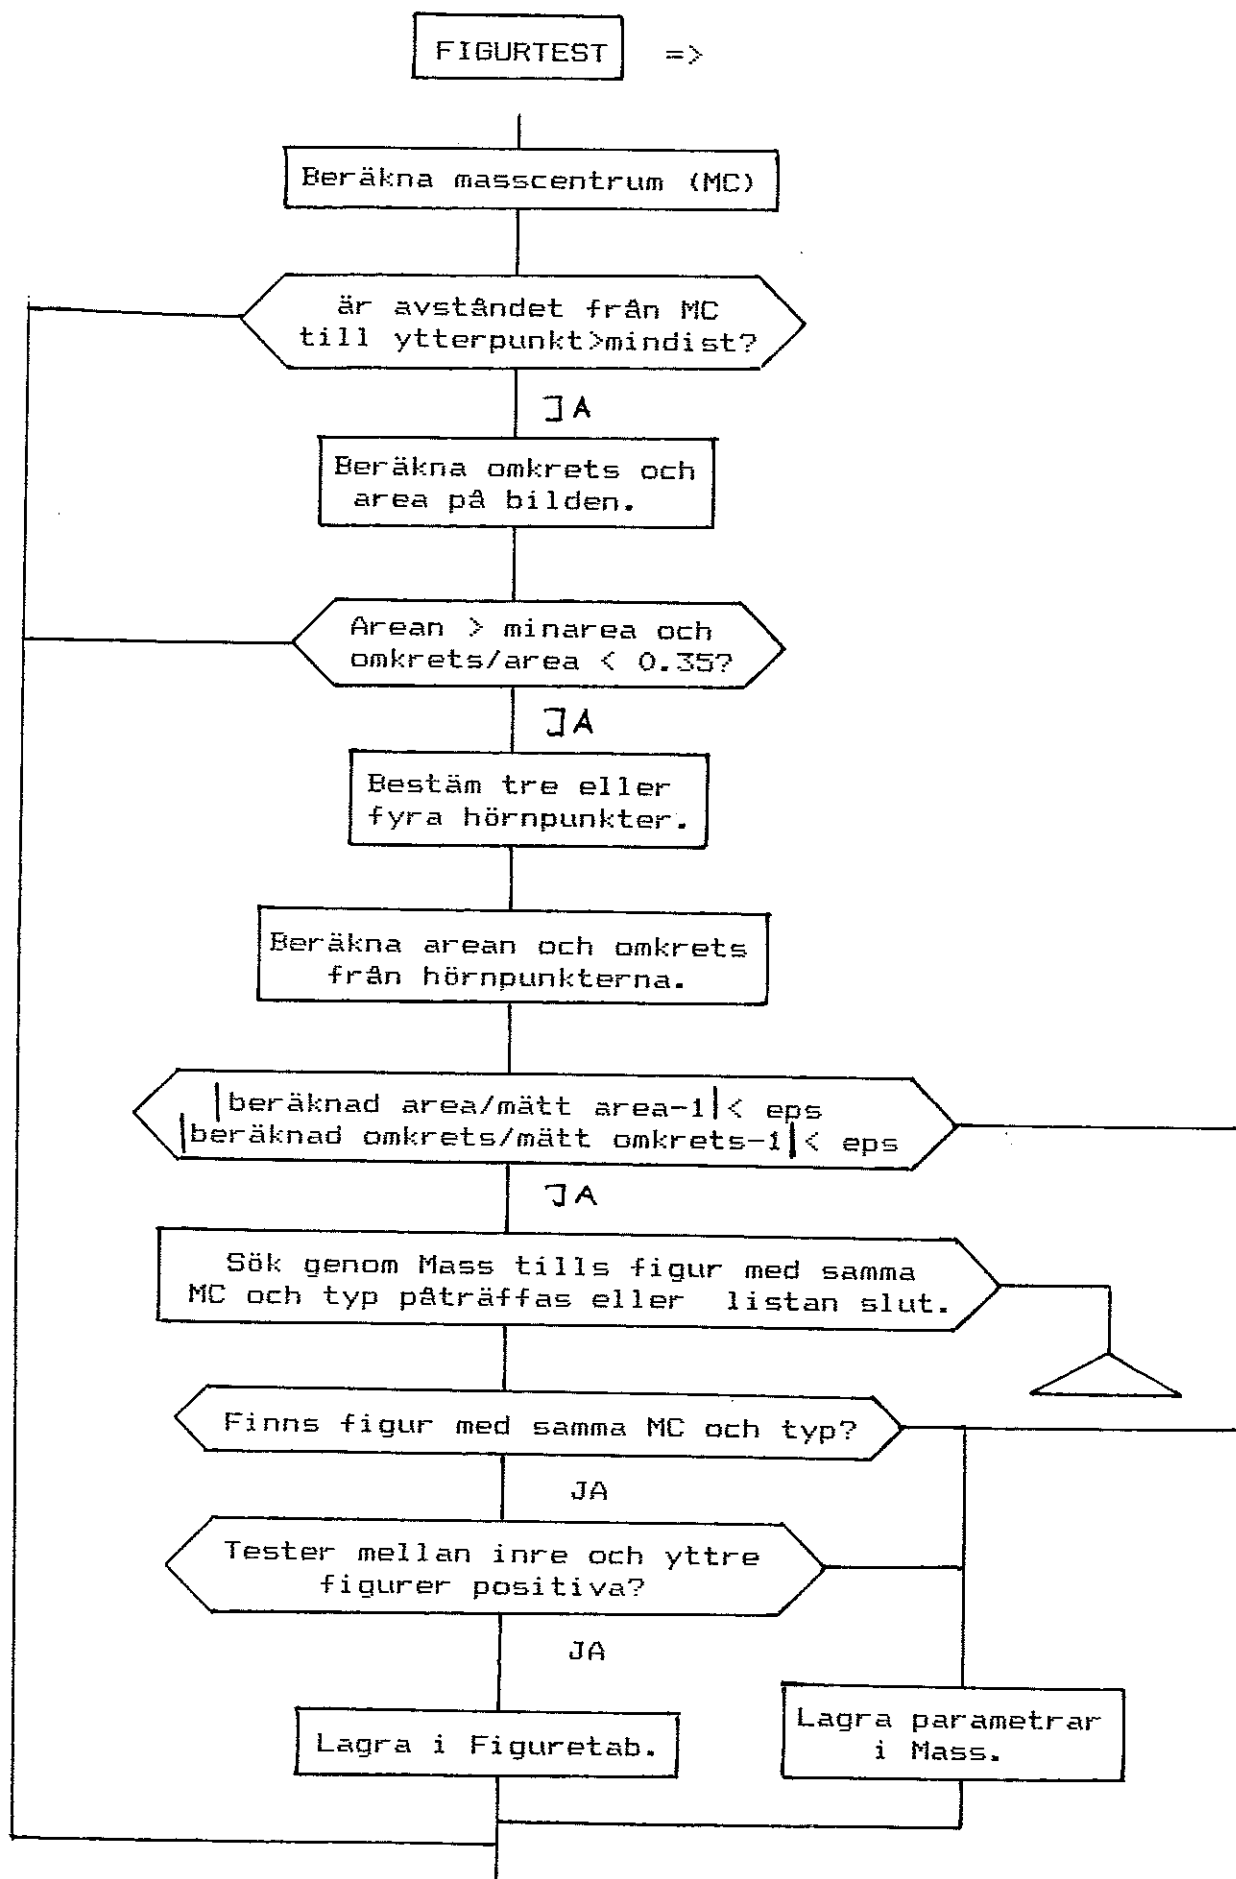 FIGURTEST =>
Beräkna masscentrum (MC)
är avståndet från MC
till ytterpunkt>mindist?
JA
Beräkna omkrets och
area på bilden.
Arean > minarea och
omkrets/area < 0.35?
JA
Bestäm tre eller
fyra hörnpunkter.
Beräkna arean och omkrets
från hörnpunkterna.
|beräknad area/mätt area-1|< eps
|beräknad omkrets/mätt omkrets-1|< eps
JA
Sök genom Mass tills figur med samma
MC och typ påträffas eller listan slut.
Finns figur med samma MC och typ?
JA
Tester mellan inre och yttre
figurer positiva?
JA
Lagra i Figuretab.
Lagra parametrar
i Mass.